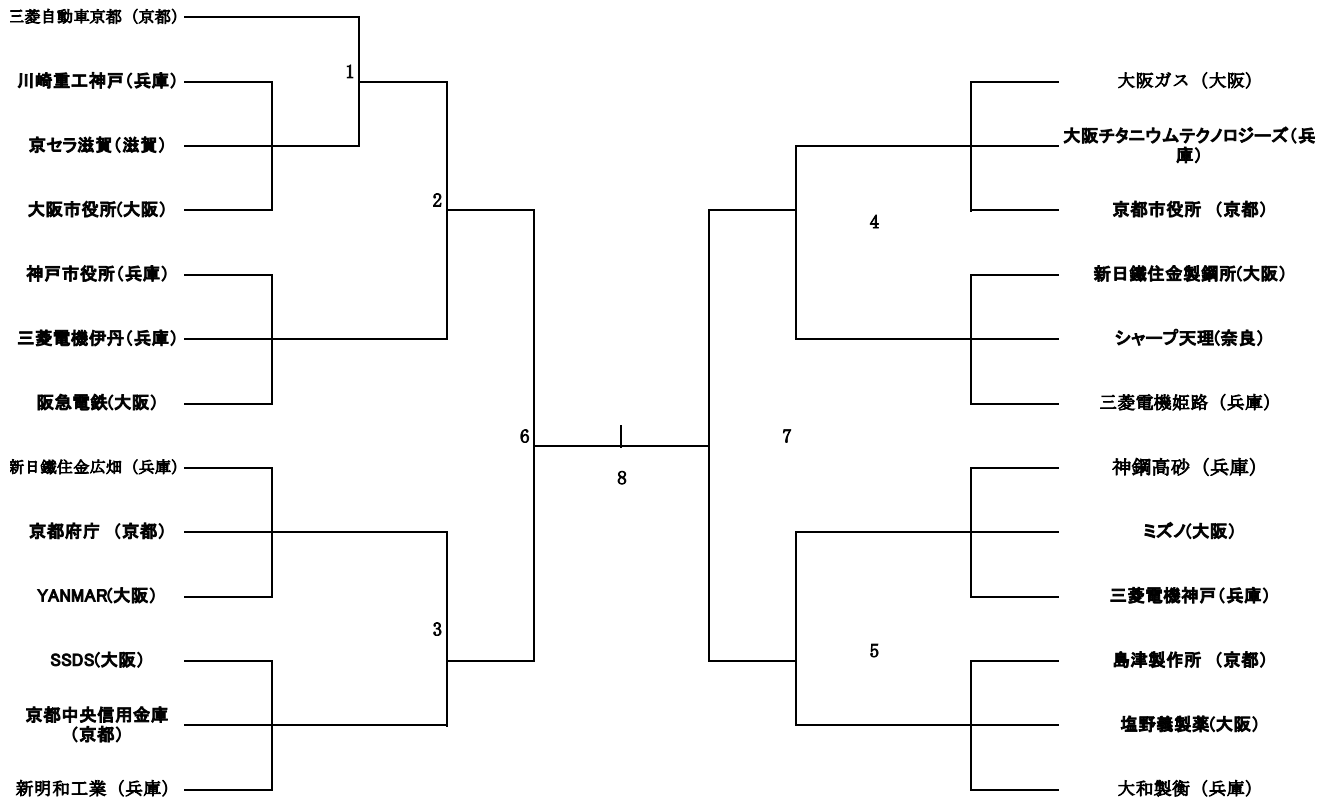 三菱自動車京都（京都）
川崎重工神戸（兵庫）
京セラ滋賀（滋賀）
大阪市役所(大阪)
神戸市役所（兵庫）
三菱電機伊丹（兵庫）
阪急電鉄(大阪)
新日鐵住金広畑（兵庫）
京都府庁（京都）
YANMAR(大阪)
SSDS(大阪)
京都中央信用金庫
（京都）
新明和工業（兵庫）
1
2
3
6
8
7
4
5
大阪ガス（大阪）
大阪チタニウムテクノロジーズ（兵
庫）
京都市役所（京都）
新日鐵住金製鋼所(大阪)
シャープ天理(奈良)
三菱電機姫路（兵庫）
神鋼高砂（兵庫）
ミズノ(大阪)
三菱電機神戸（兵庫）
島津製作所（京都）
塩野義製薬(大阪)
大和製衡（兵庫）